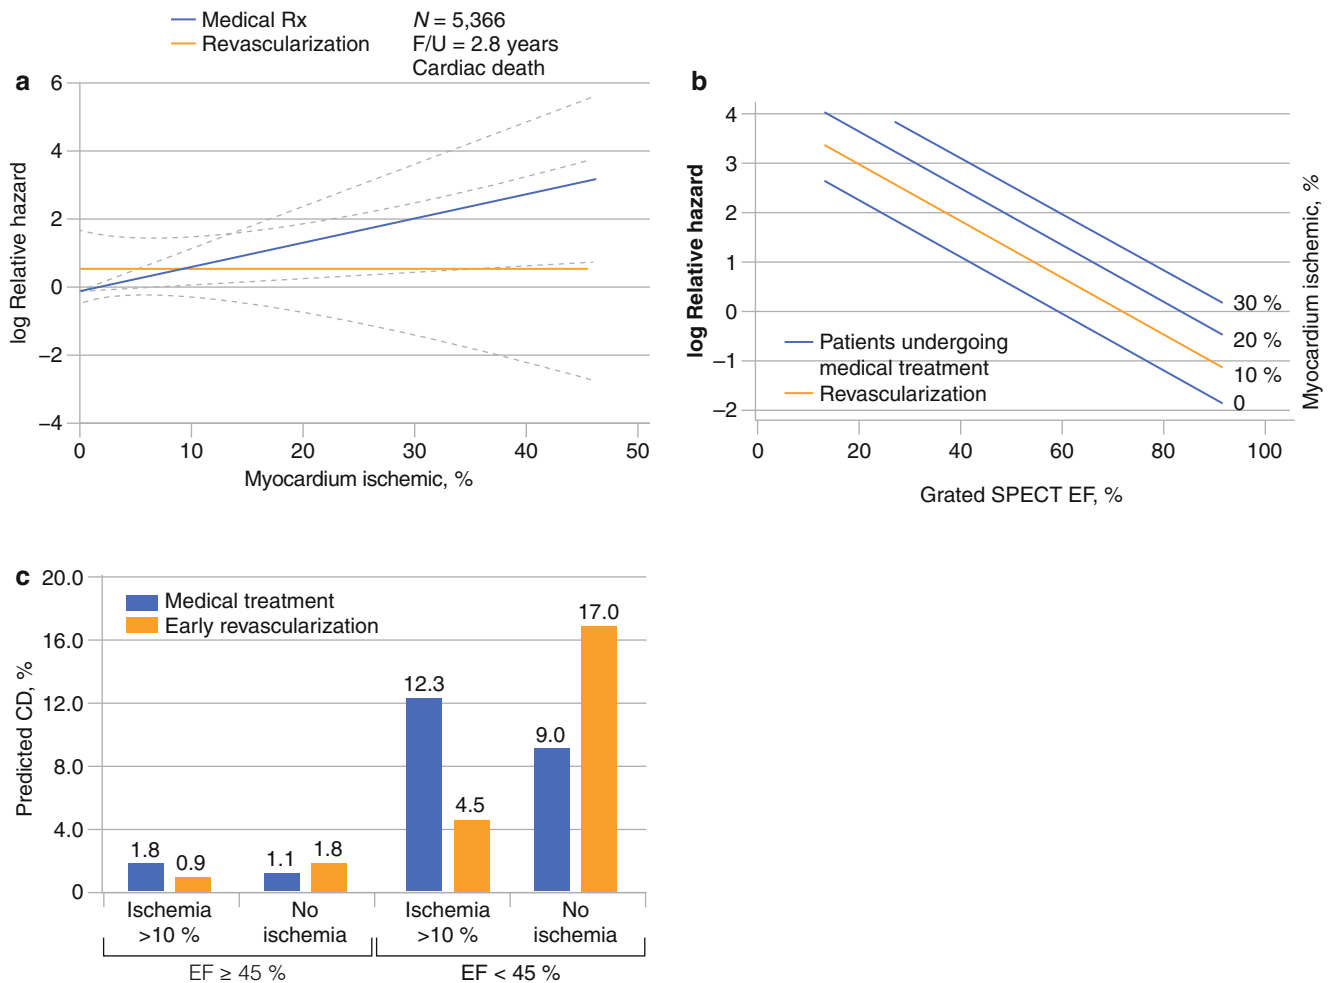 Medical Rx
Revascularization
N = 5,366
F/U = 2.8 years
Cardiac death
a
log Relative hazard
6
4
2
0
–2
–4
0 10 20 30 40 50
Myocardium ischemic, %
b
log Relative hazard
4
3
2
1
0
–1
–2
Patients undergoing
medical treatment
Revascularization
30 %
20 %
10 %
0
Myocardium ischemic, %
0 20 40 60 80 100
Grated SPECT EF, %
c
Predicted CD, %
20.0
16.0
12.0
8.0
4.0
0
Medical treatment
Early revascularization
1.8 0.9 1.1 1.8 12.3 4.5 9.0 17.0
Ischemia
>10 %
No
ischemia
Ischemia
>10 %
No
ischemia
EF ≥ 45 %
EF < 45 %